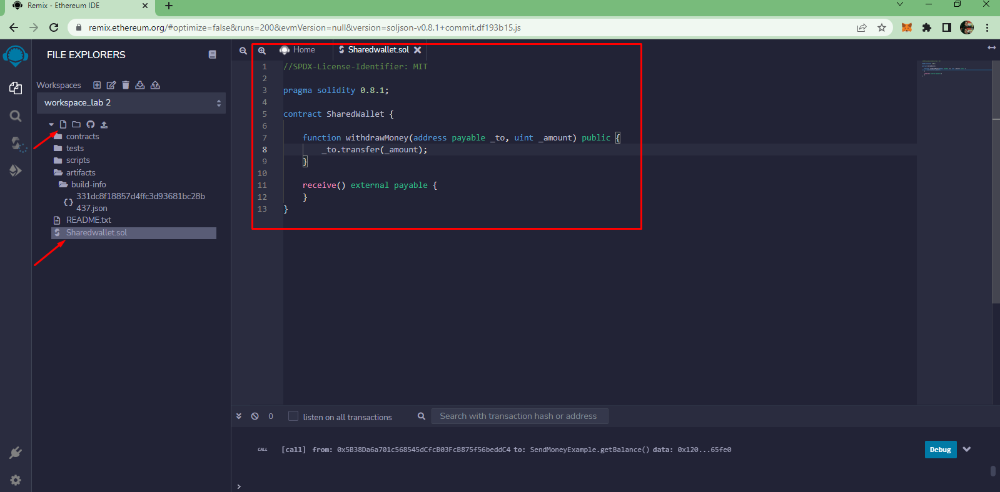 Remix - Ethereum IDE
remix.ethereum.org/#optimize=false&runs=200&evmVersion=null&version=soljson-v0.8.1+commit.df193b15.js
FILE EXPLORERS
Workspaces
workspace_lab 2
contracts
tests
scripts
artifacts
build-info
331dc8f18857d4ffc3d93681bc28b
437.json
README.txt
Sharedwallet.sol
Home
Sharedwallet.sol
1 //SPDX-License-Identifier: MIT
2
3 pragma solidity 0.8.1;
4
5 contract SharedWallet {
6
7 function withdrawMoney(address payable _to, uint _amount) public {
8 _to.transfer(_amount);
9 }
10
11 receive() external payable {
12 }
13 }
0 listen on all transactions Search with transaction hash or address
CALL [call] from: 0x5B38Da6a701c568545dCfcB03FcB875f56beddC4 to: SendMoneyExample.getBalance() data: 0x120...65fe0 Debug
>